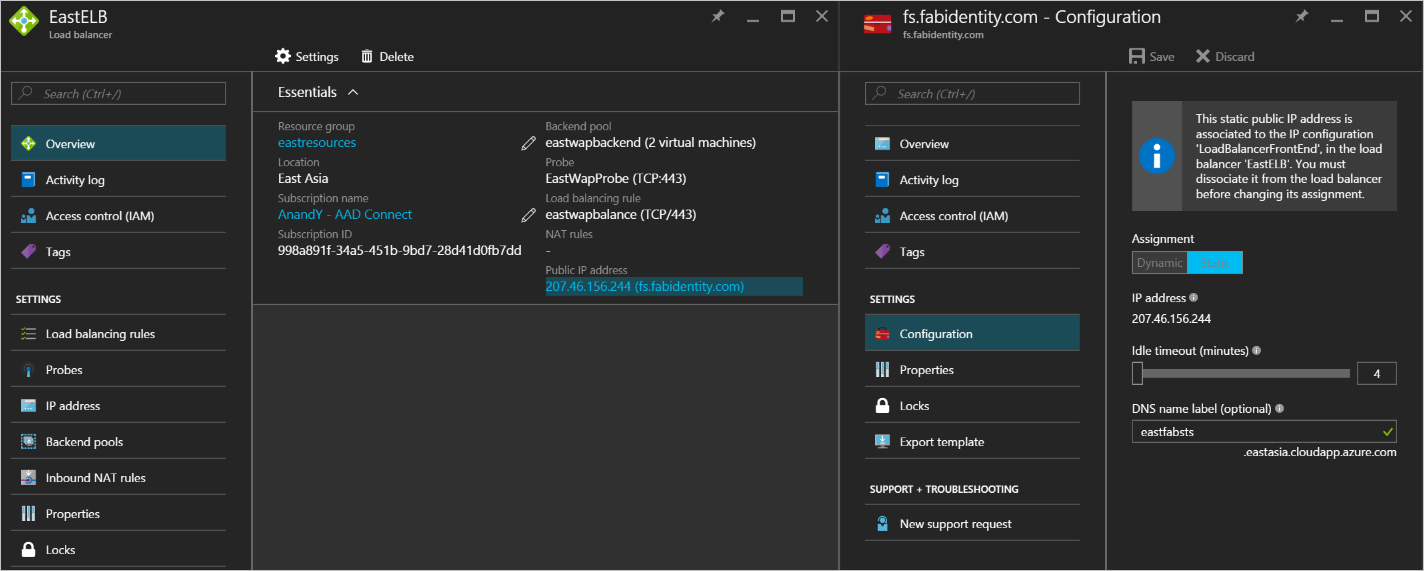 EastELB
Load balancer
Settings
Delete
Search (Ctrl+/)
Overview
Activity log
Access control (IAM)
Tags
SETTINGS
Load balancing rules
Probes
IP address
Backend pools
Inbound NAT rules
Properties
Locks
Essentials
Resource group
eastresources
Location
East Asia
Subscription name
AnandY - AAD Connect
Subscription ID
998a891f-34a5-451b-9bd7-28d41d0fb7dd
Backend pool
eastwapbackend (2 virtual machines)
Probe
EastWapProbe (TCP:443)
Load balancing rule
eastwapbalance (TCP/443)
NAT rules
-
Public IP address
207.46.156.244 (fs.fabidentity.com)
fs.fabidentity.com - Configuration
fs.fabidentity.com
Save
Discard
Search (Ctrl+/)
Overview
Activity log
Access control (IAM)
Tags
SETTINGS
Configuration
Properties
Locks
Export template
SUPPORT + TROUBLESHOOTING
New support request
This static public IP address is
associated to the IP configuration
'LoadBalancerFrontEnd', in the load
balancer 'EastELB'. You must
dissociate it from the load balancer
before changing its assignment.
Assignment
Dynamic
Static
IP address
207.46.156.244
Idle timeout (minutes)
4
DNS name label (optional)
eastfabsts
.eastasia.cloudapp.azure.com